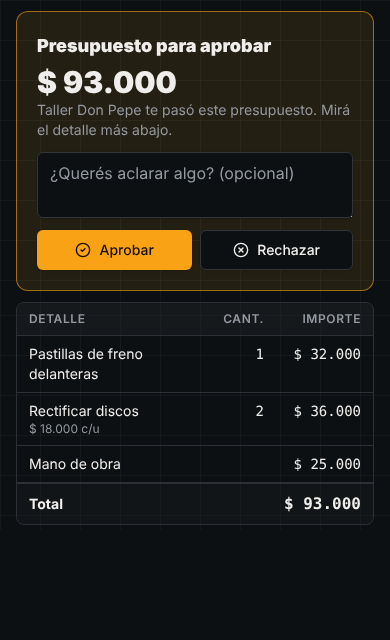 Presupuesto para aprobar
$ 93.000
Taller Don Pepe te pasó este presupuesto. Mirá
el detalle más abajo.
¿Querés aclarar algo? (opcional)
Aprobar
Rechazar
DETALLE CANT. IMPORTE
Pastillas de freno 1 $ 32.000
delanteras
Rectificar discos 2 $ 36.000
$ 18.000 c/u
Mano de obra $ 25.000
Total $ 93.000